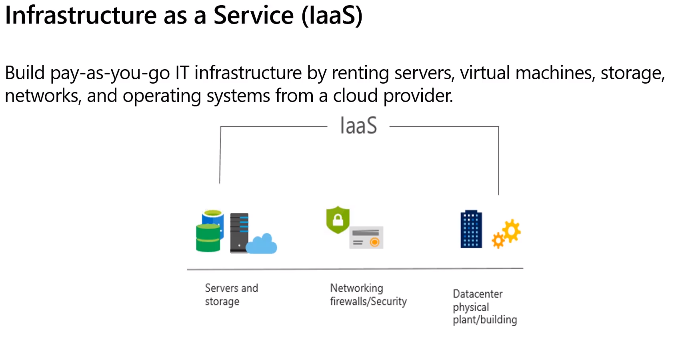 Infrastructure as a Service (IaaS)
Build pay-as-you-go IT infrastructure by renting servers, virtual machines, storage,
networks, and operating systems from a cloud provider.
IaaS
Servers and
storage
Networking
firewalls/Security
Datacenter
physical
plant/building